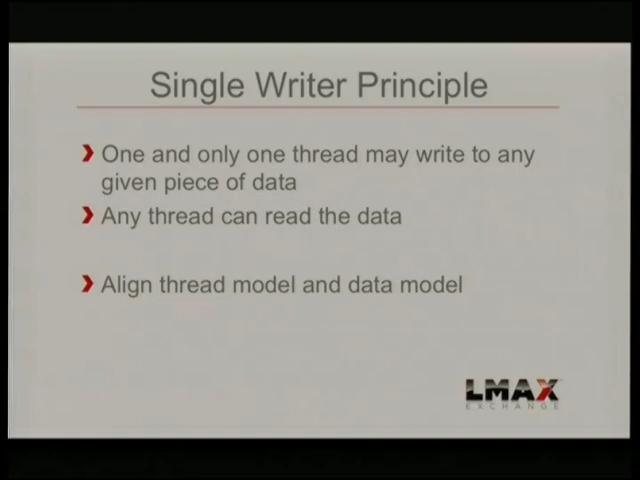 Single Writer Principle
One and only one thread may write to any
given piece of data
Any thread can read the data
Align thread model and data model
LMAX
EXCHANGE